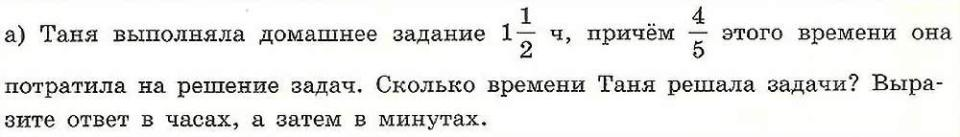 а) Таня выполняла домашнее задание 1 1/2 ч, причём 4/5 этого времени она
потратила на решение задач. Сколько времени Таня решала задачи? Выра-
зите ответ в часах, а затем в минутах.